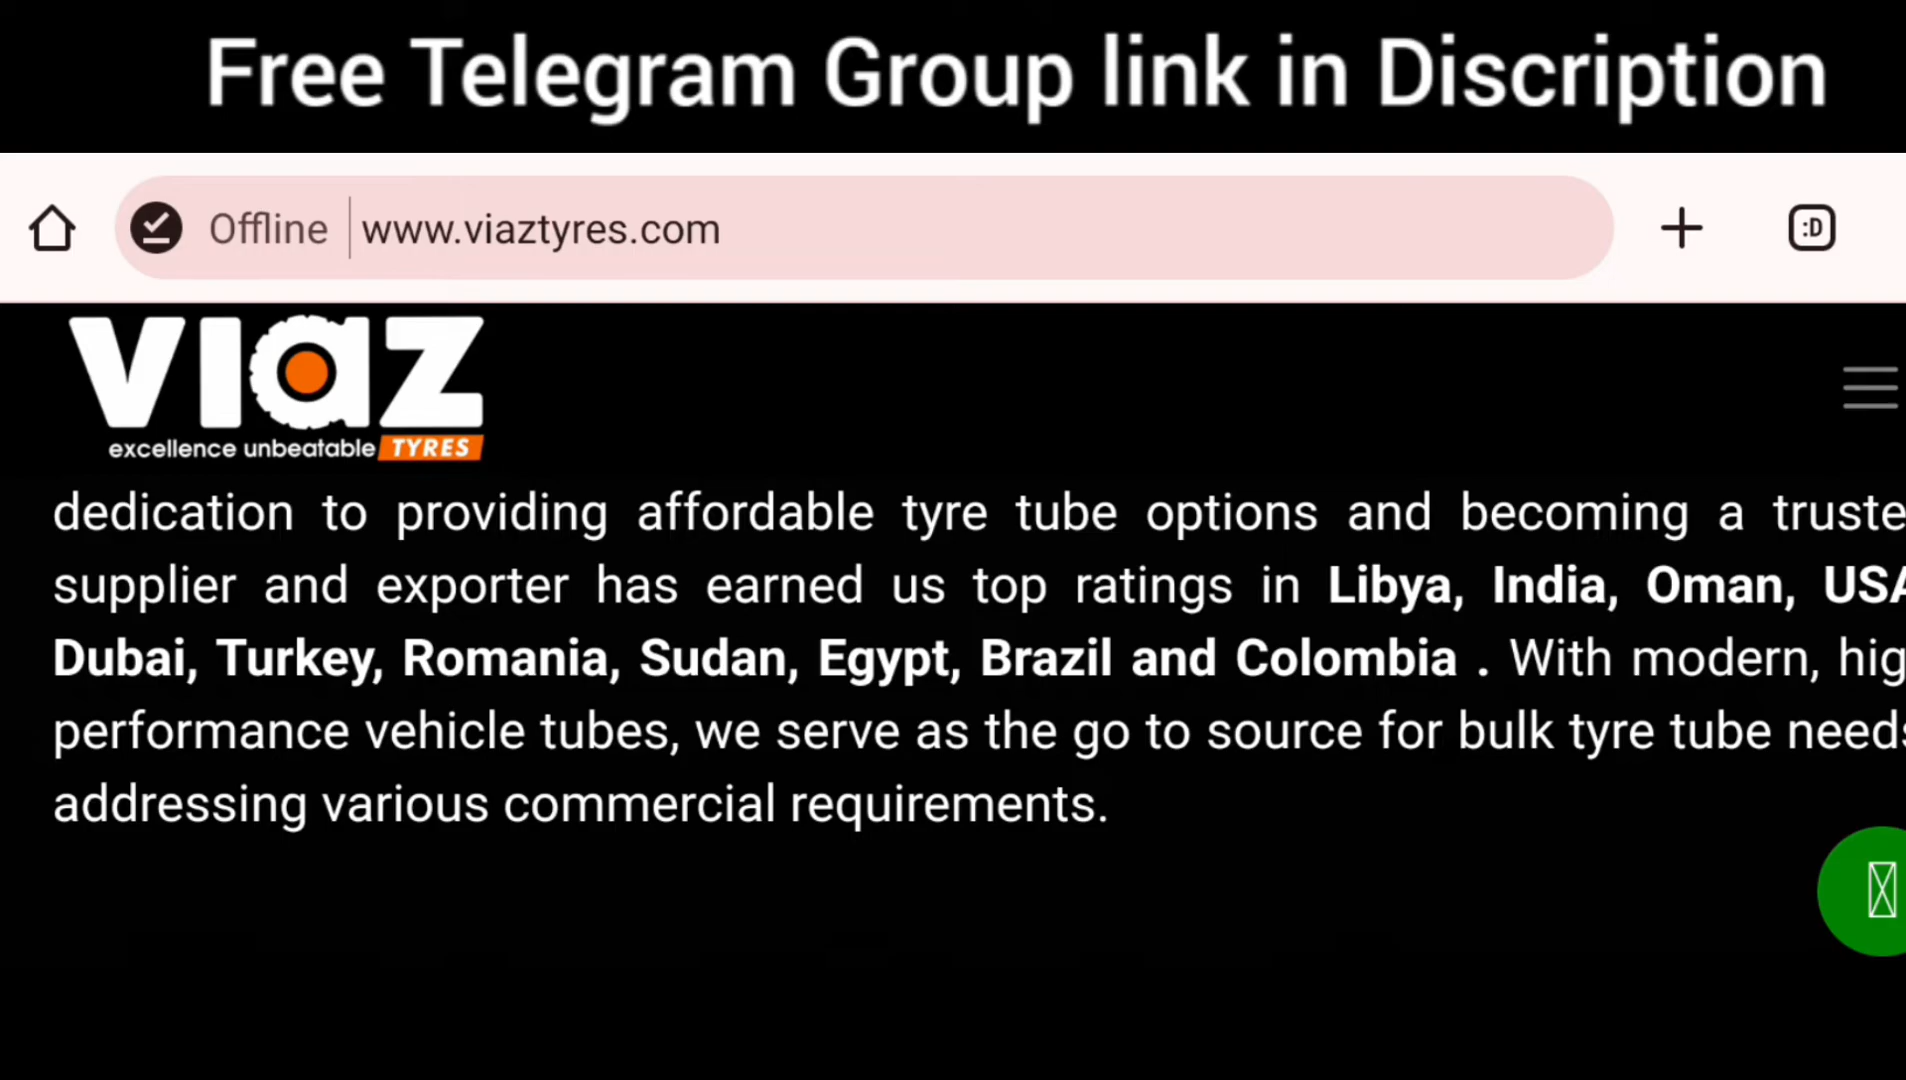 Free Telegram Group link in Discription
Offline www.viaztyres.com
:D
VIAZ
excellence unbeatable TYRES
dedication to providing affordable tyre tube options and becoming a truste
supplier and exporter has earned us top ratings in Libya, India, Oman, USA
Dubai, Turkey, Romania, Sudan, Egypt, Brazil and Colombia . With modern, hig
performance vehicle tubes, we serve as the go to source for bulk tyre tube needs
addressing various commercial requirements.